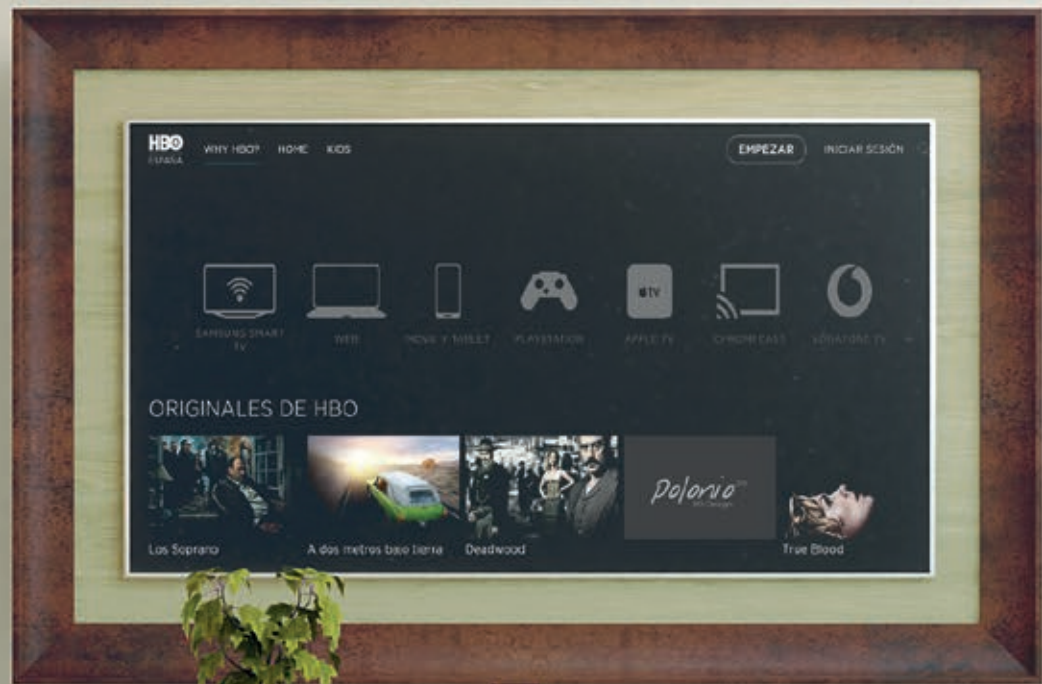 HBO
ESPAÑA
WHY HBO? HOME KIDS
EMPEZAR
INICIAR SESIÓN
SAMSUNG SMART
TV
WEB
MÓVIL Y TABLET
PLAYSTATION
tv
APPLE TV
CHROMECAST
VODAFONE TV
ORIGINALES DE HBO
Polonio
Los Soprano
A dos metros bajo tierra
Deadwood
True Blood